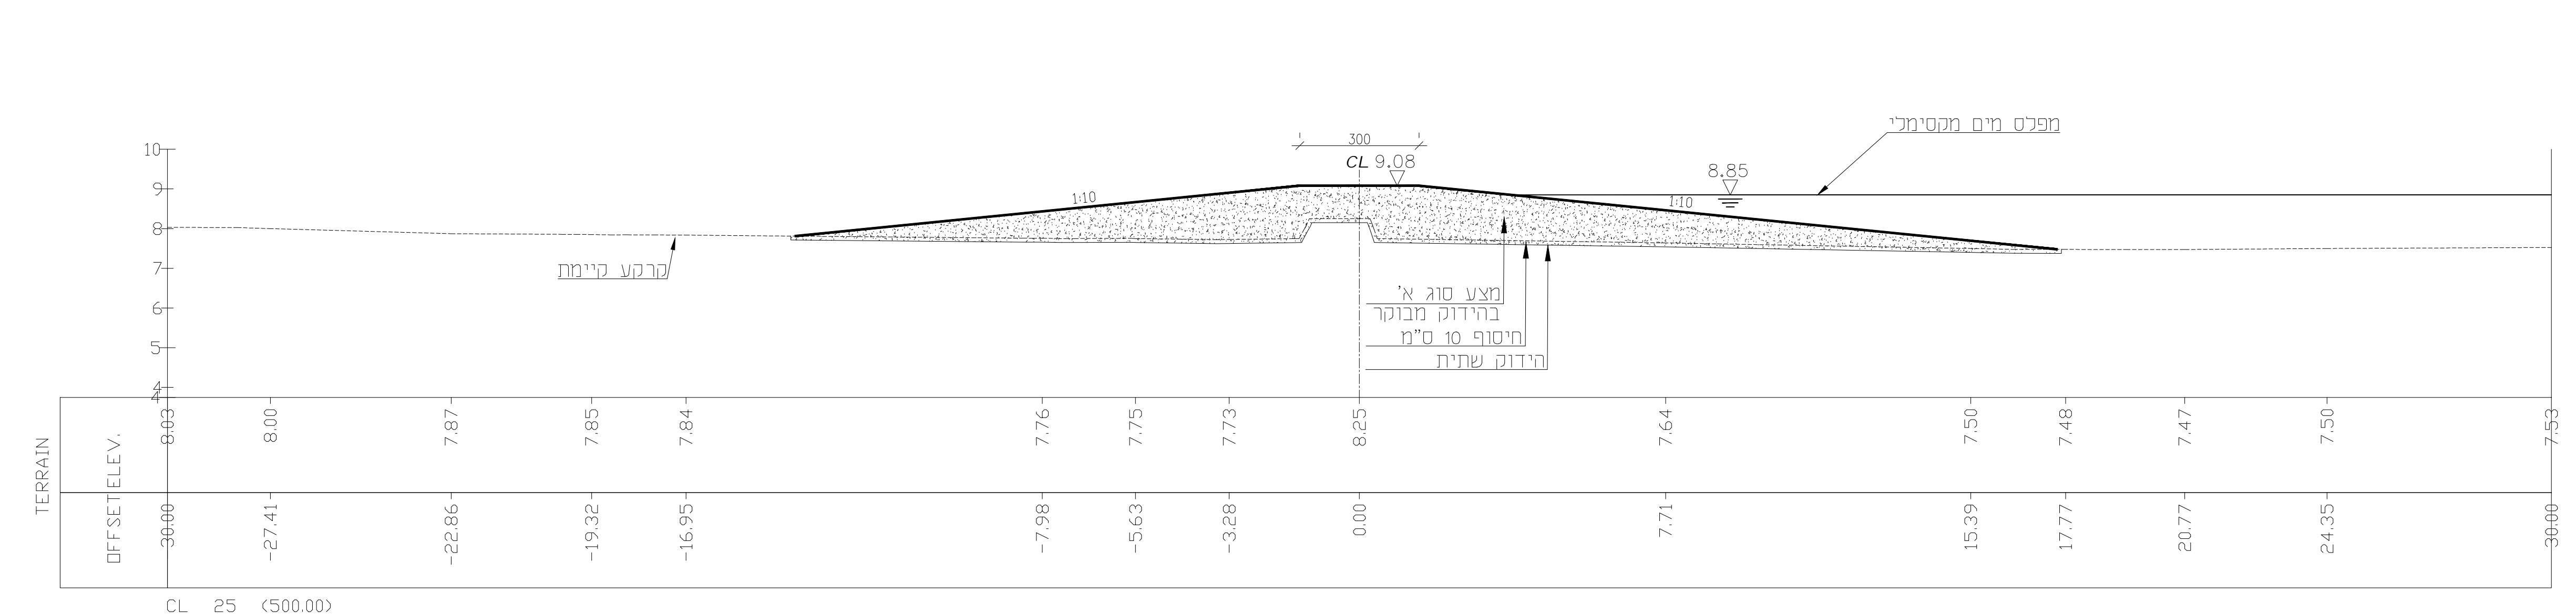 מפלס מים מקסימלי
300
CL 9.08
8.85
1:10
1:10
10
9
8
7
6
5
4
4
קרקע קיימת
מצע סוג א'
בהידוק מבוקר
חיסוף 10 ס"מ
הידוק שתית
TERRAIN
ELEV.
8.03 8.00 7.87 7.85 7.84 7.76 7.75 7.73 8.25 7.64 7.50 7.48 7.47 7.50 7.53
OFFSET
30.00 -27.41 -22.86 -19.32 -16.95 -7.98 -5.63 -3.28 0.00 7.71 15.39 17.77 20.77 24.35 30.00
CL 25 (500.00)